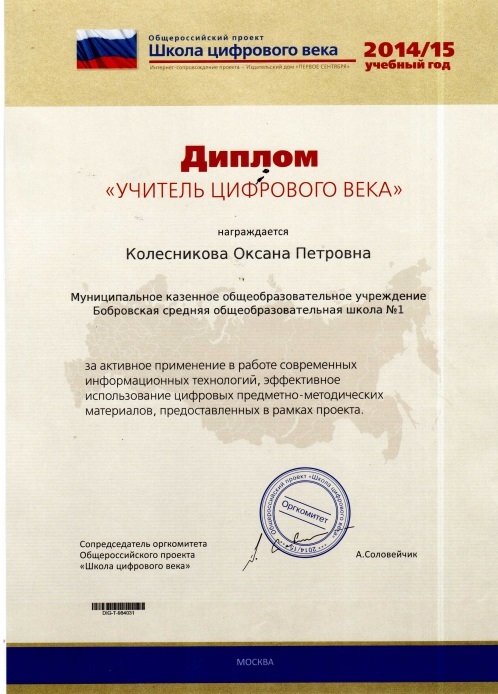 Общероссийский проект
Школа цифрового века
Интернет-сопровождение проекта – Издательский дом «ПЕРВОЕ СЕНТЯБРЯ»
2014/15
учебный год
Диплом
«УЧИТЕЛЬ ЦИФРОВОГО ВЕКА»
награждается
Колесникова Оксана Петровна
Муниципальное казенное общеобразовательное учреждение
Бобровская средняя общеобразовательная школа №1
за активное применение в работе современных
информационных технологий, эффективное
использование цифровых предметно-методических
материалов, предоставленных в рамках проекта.
Общероссийский проект «Школа цифрового века»
Оргкомитет
2014/15
Сопредседатель оргкомитета
Общероссийского проекта
«Школа цифрового века»
А.Соловейчик
DIG-T-984031
МОСКВА